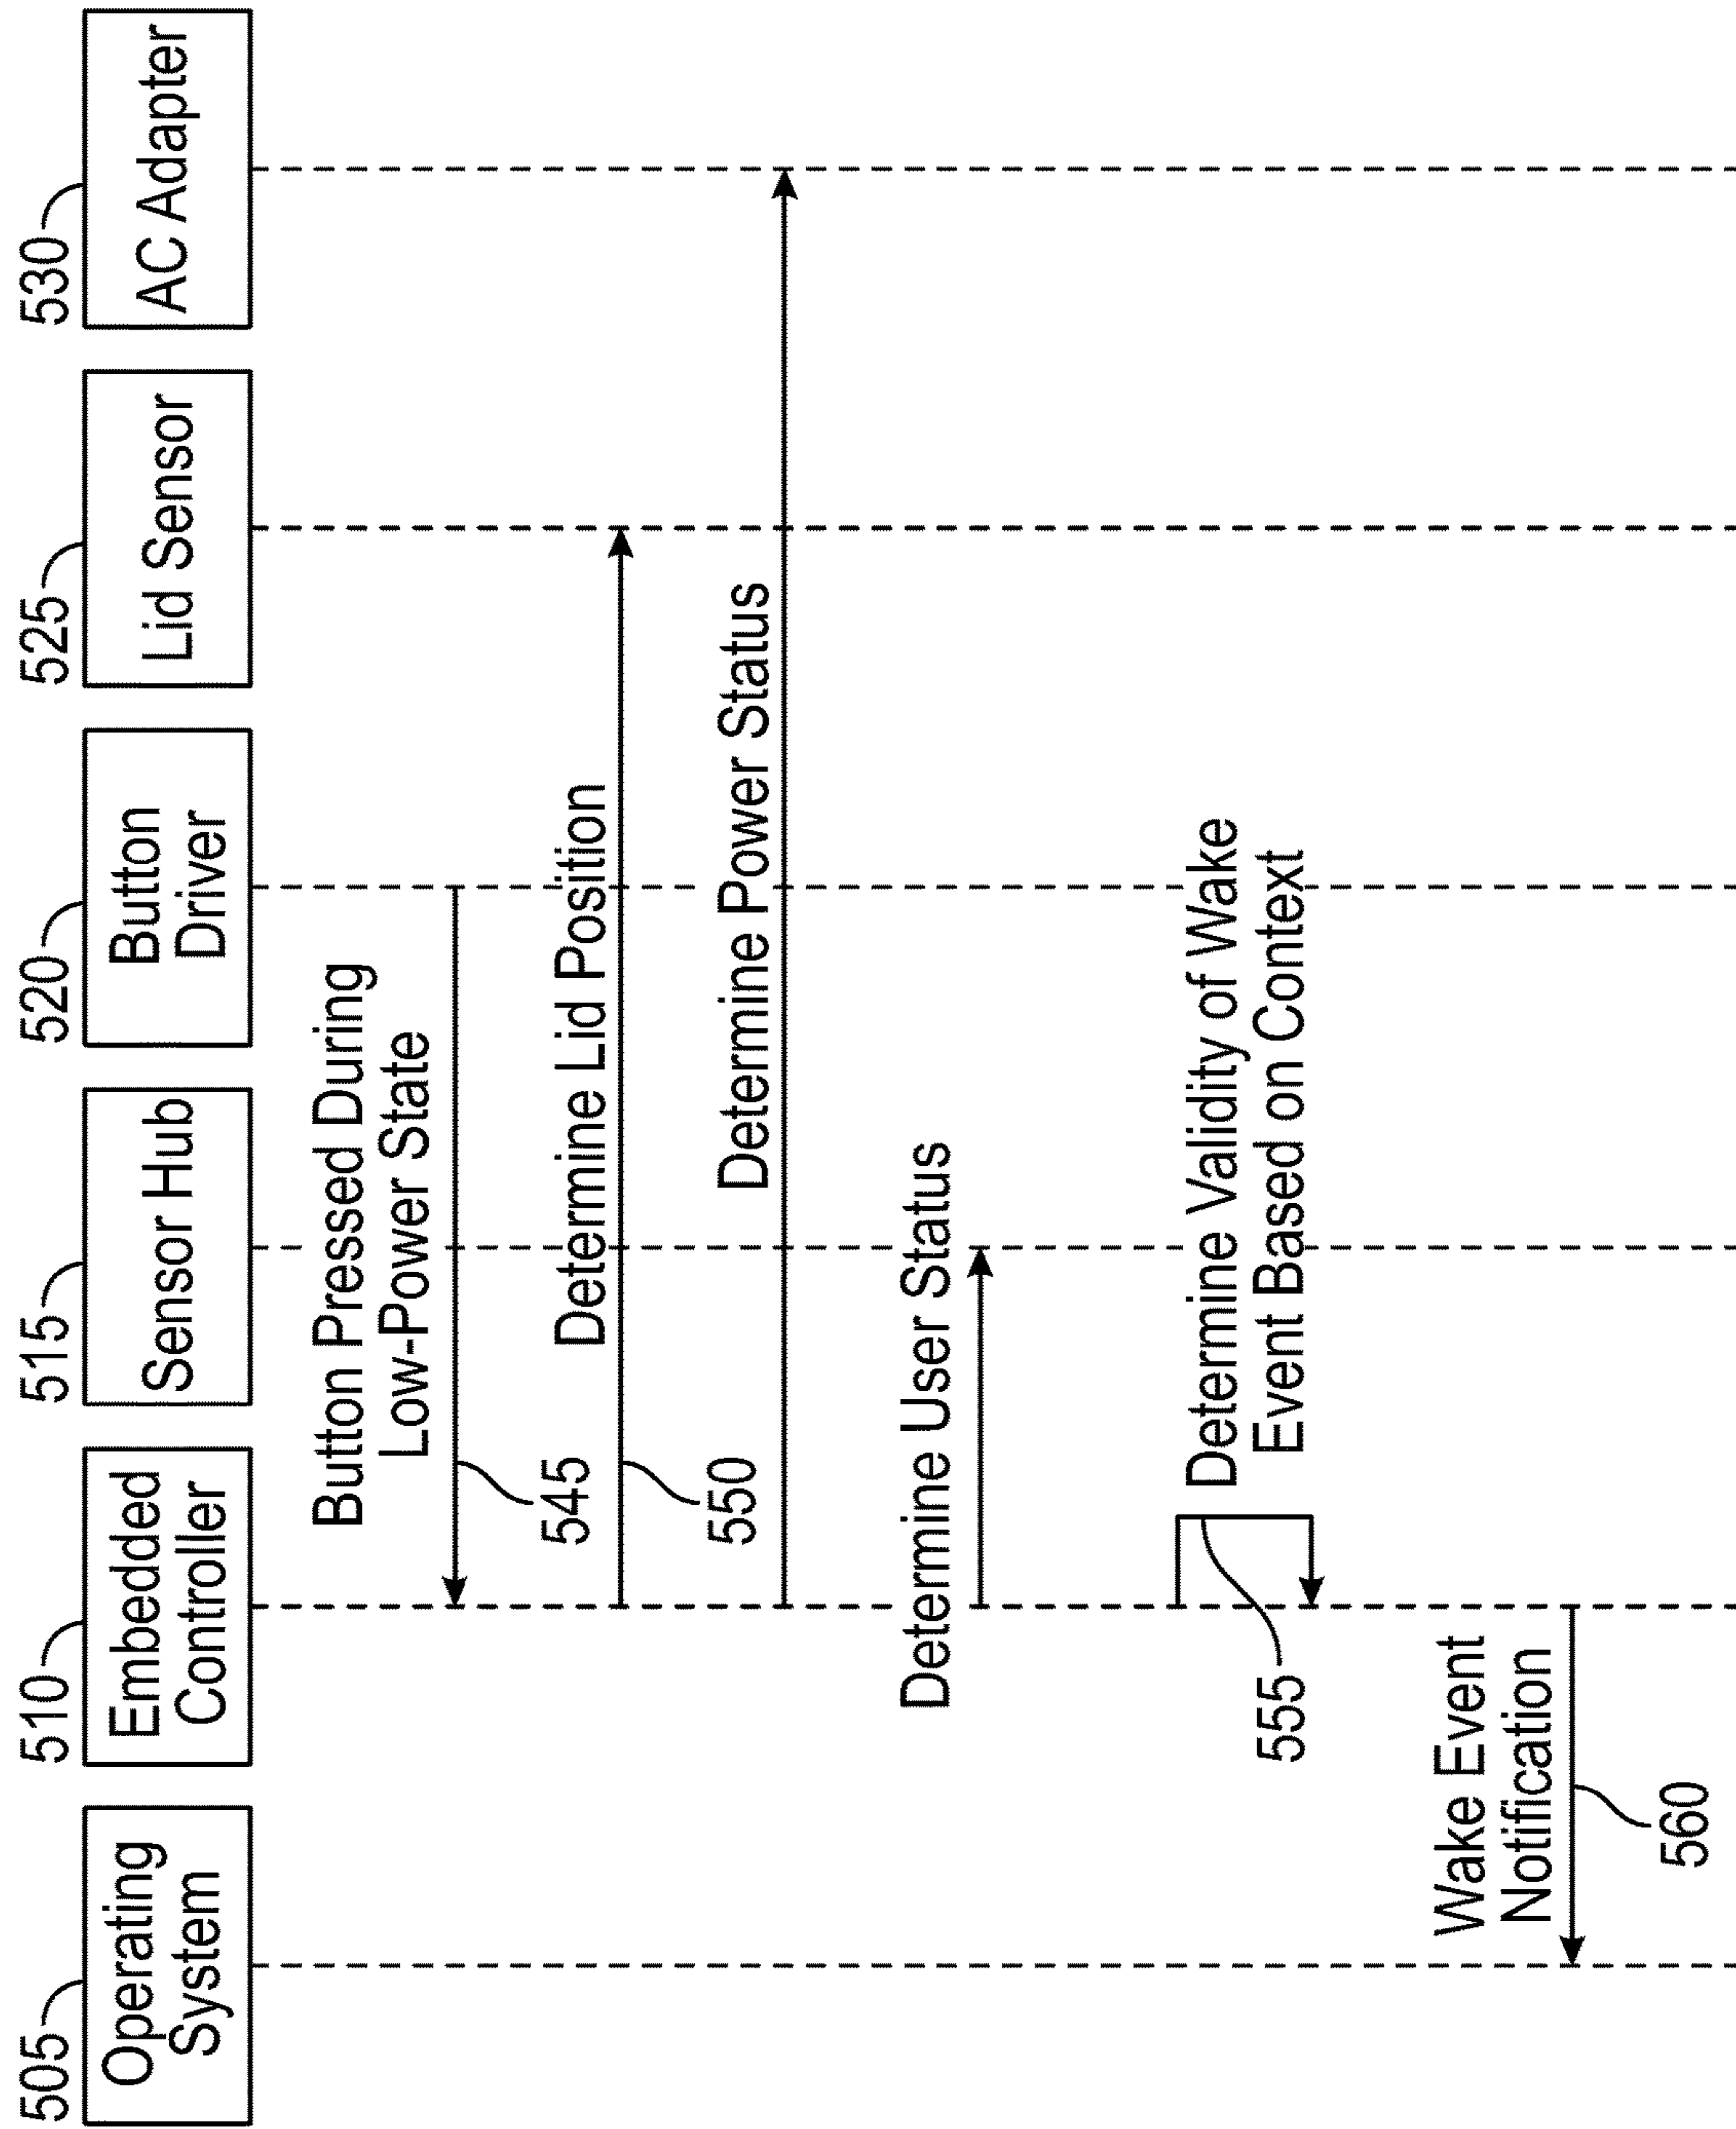 505
Operating
System
510
Embedded
Controller
515
Sensor Hub
520
Button
Driver
525
Lid Sensor
530
AC Adapter
Button Pressed During
Low-Power State
545
Determine Lid Position
550
Determine Power Status
Determine User Status
Determine Validity of Wake
Event Based on Context
555
Wake Event
Notification
560